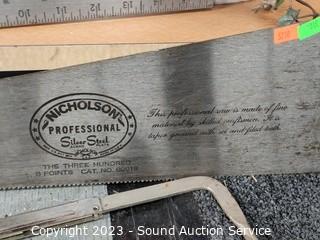 NICHOLSON
PROFESSIONAL
Silver Steel
THE THREE HUNDRED
8 POINTS CAT. NO.
This professional saw is made of fine
material by skilled craftsmen. It is
taper ground with set and filed teeth.
Copyright 2023 - Sound Auction Service